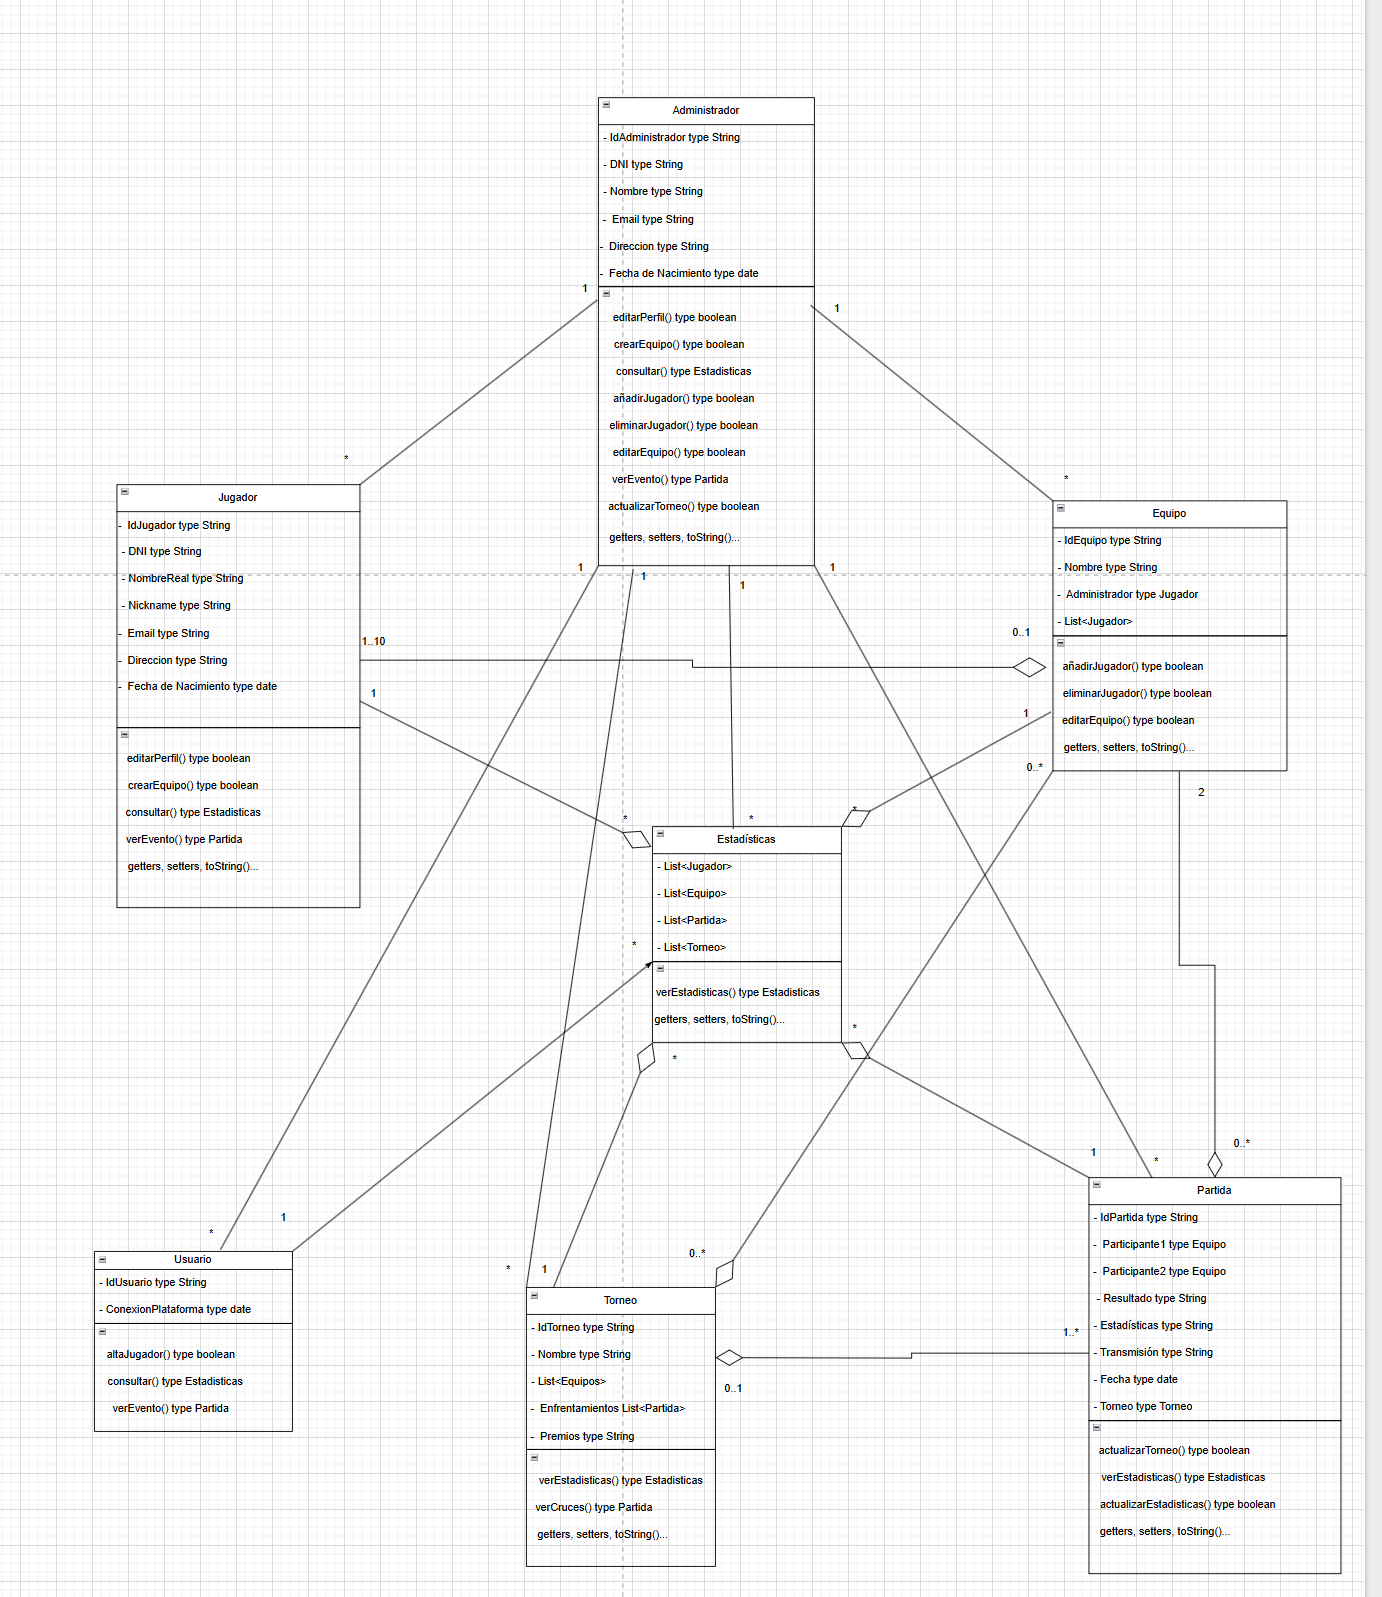 Administrador
- IdAdministrador type String
- DNI type String
- Nombre type String
- Email type String
- Direccion type String
- Fecha de Nacimiento type date
editarPerfil() type boolean
crearEquipo() type boolean
consultar() type Estadisticas
añadirJugador() type boolean
eliminarJugador() type boolean
editarEquipo() type boolean
verEvento() type Partida
actualizarTorneo() type boolean
getters, setters, toString()...
1
1
*
*
1
1
1
1
Jugador
- IdJugador type String
- DNI type String
- NombreReal type String
- Nickname type String
- Email type String
- Direccion type String
- Fecha de Nacimiento type date
editarPerfil() type boolean
crearEquipo() type boolean
consultar() type Estadisticas
verEvento() type Partida
getters, setters, toString()...
1..10
1
Equipo
- IdEquipo type String
- Nombre type String
- Administrador type Jugador
- List<Jugador>
añadirJugador() type boolean
eliminarJugador() type boolean
editarEquipo() type boolean
getters, setters, toString()...
0..1
1
0..*
2
*
*
*
Estadísticas
- List<Jugador>
- List<Equipo>
- List<Partida>
- List<Torneo>
verEstadisticas() type Estadisticas
getters, setters, toString()...
*
*
*
1
*
Usuario
- IdUsuario type String
- ConexionPlataforma type date
altaJugador() type boolean
consultar() type Estadisticas
verEvento() type Partida
*
1
0..*
Torneo
- IdTorneo type String
- Nombre type String
- List<Equipos>
- Enfrentamientos List<Partida>
- Premios type String
verEstadisticas() type Estadisticas
verCruces() type Partida
getters, setters, toString()...
0..1
1..*
1
*
0..*
Partida
- IdPartida type String
- Participante1 type Equipo
- Participante2 type Equipo
- Resultado type String
- Estadísticas type String
- Transmisión type String
- Fecha type date
- Torneo type Torneo
actualizarTorneo() type boolean
verEstadisticas() type Estadisticas
actualizarEstadisticas() type boolean
getters, setters, toString()...